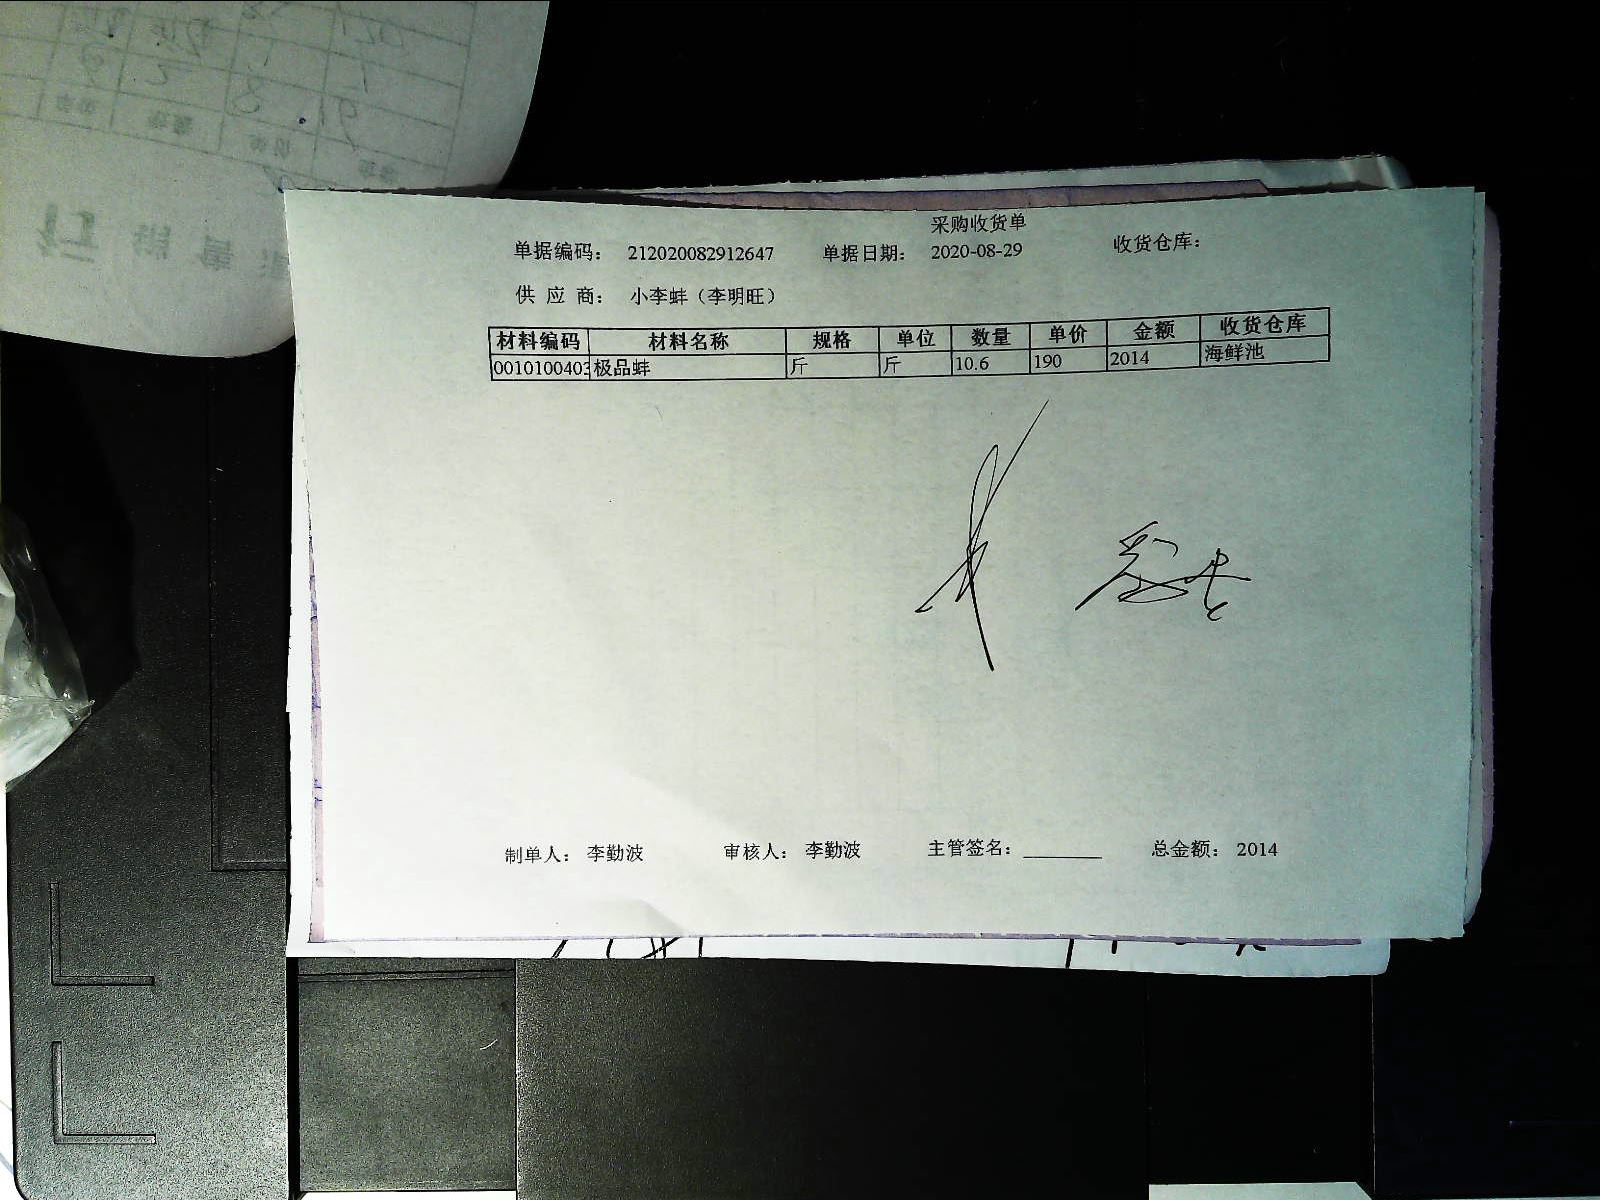 采购收货单
单据编码： 212020082912647 单据日期： 2020-08-29 收货仓库：
供 应 商： 小李蚌（李明旺）
材料编码 材料名称 规格 单位 数量 单价 金额 收货仓库
0010100403 极品蚌 斤 斤 10.6 190 2014 海鲜池
制单人： 李勤波 审核人： 李勤波 主管签名：________ 总金额： 2014